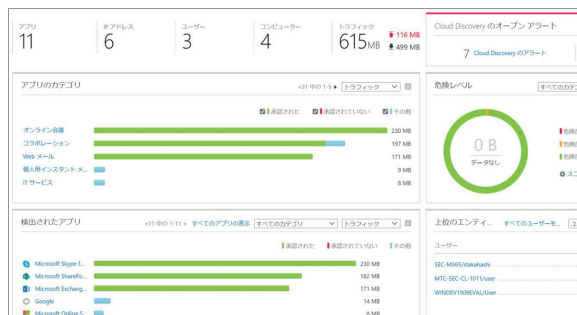 アプリ
11
IP アドレス
6
ユーザー
3
コンピューター
4
トラフィック
615 MB
116 MB
499 MB
Cloud Discovery のオープン アラート
7 Cloud Discovery のアラート
アプリのカテゴリ
<31 中の 1-5 トラフィック
承認された 承認されていない その他
オンライン会議 230 MB
コラボレーション 197 MB
Web メール 171 MB
個人用インスタント メ... 9 MB
IT サービス 8 MB
危険レベル
すべてのカテゴ
0 B
データなし
危険
危険
危険
スコ
検出されたアプリ
<11 中の 1-11 すべてのアプリの表示 すべてのカテゴリ トラフィック
承認された 承認されていない その他
Microsoft Skype f... 230 MB
Microsoft SharePo... 182 MB
Microsoft Exchang... 171 MB
Google 14 MB
Microsoft Online S... 8 MB
上位のエンティ... すべてのユーザーを... ユ
ユーザー
SEC-M365/stakahashi
MTC-SEC-CL-1011/user
WINDEV1909EVAL/User